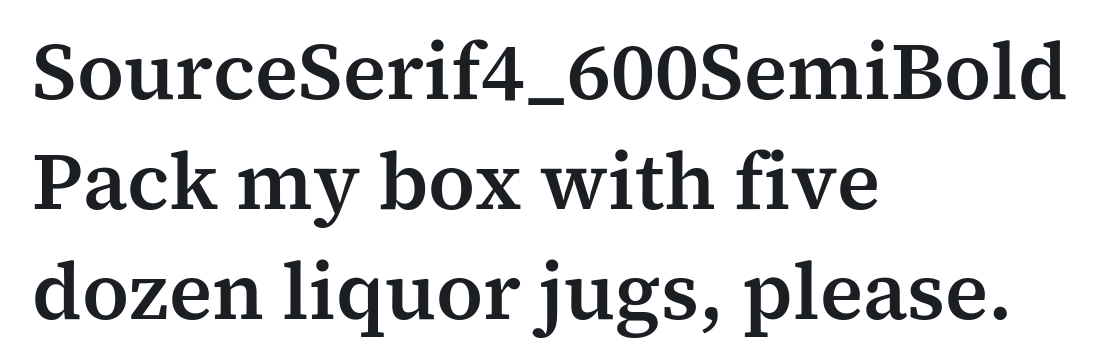 SourceSerif4_600SemiBold
Pack my box with five
dozen liquor jugs, please.